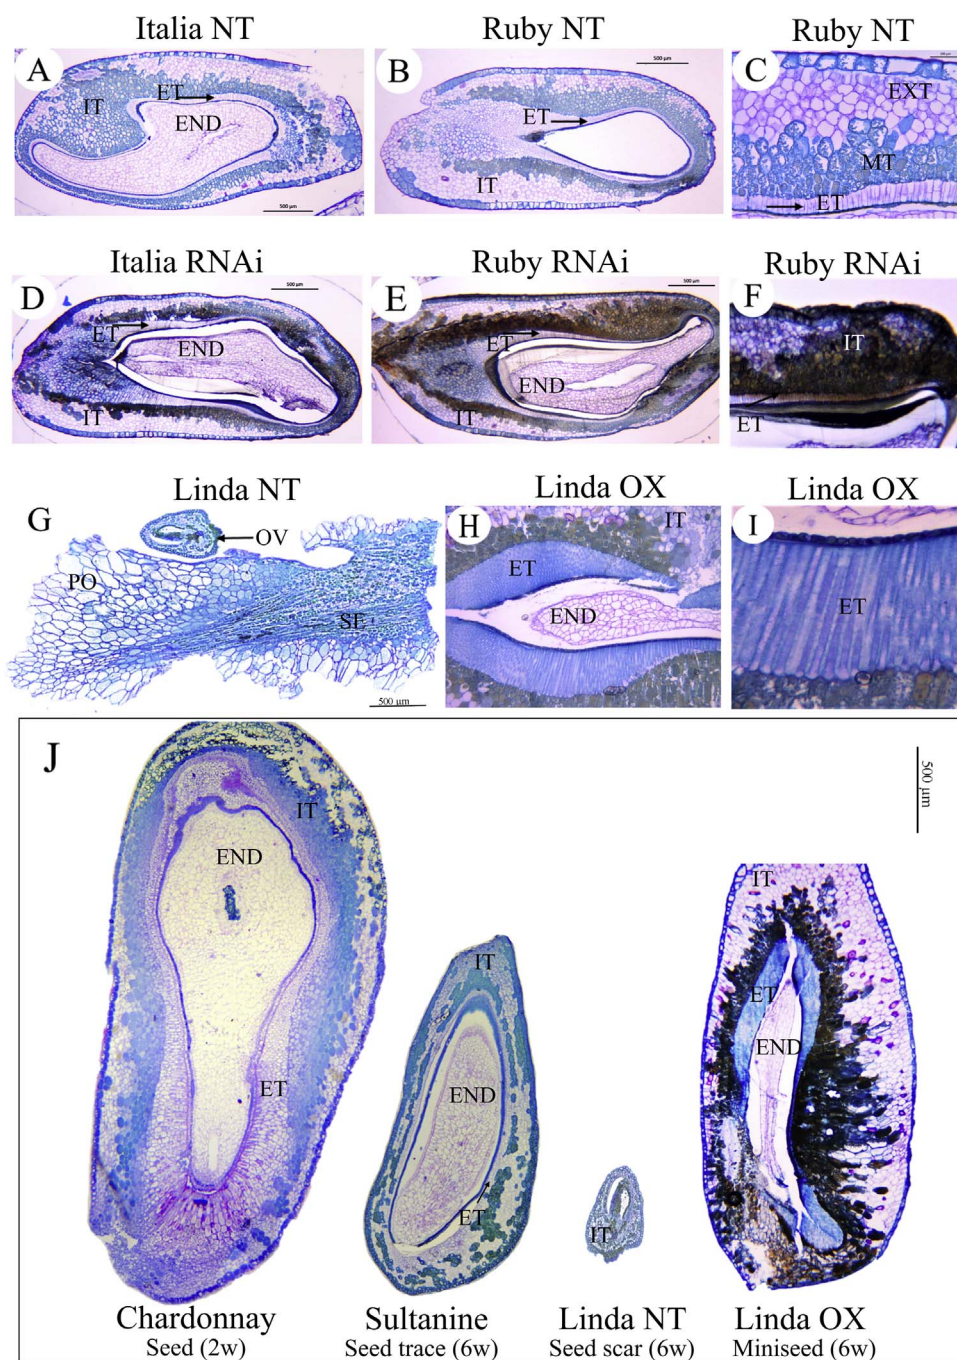 Italia NT
Ruby NT
Ruby NT
A
IT
ET
END
500 µm
B
ET
IT
500 µm
C
EXT
MT
ET
Italia RNAi
Ruby RNAi
Ruby RNAi
D
500 µm
ET
END
IT
E
500 µm
ET
END
IT
F
IT
ET
Linda NT
Linda OX
Linda OX
G
OV
PO
SE
500 µm
H
IT
ET
END
I
ET
J
IT
END
ET
500 µm
IT
END
ET
IT
IT
ET
END
Chardonnay
Seed (2w)
Sultanine
Seed trace (6w)
Linda NT
Seed scar (6w)
Linda OX
Miniseed (6w)